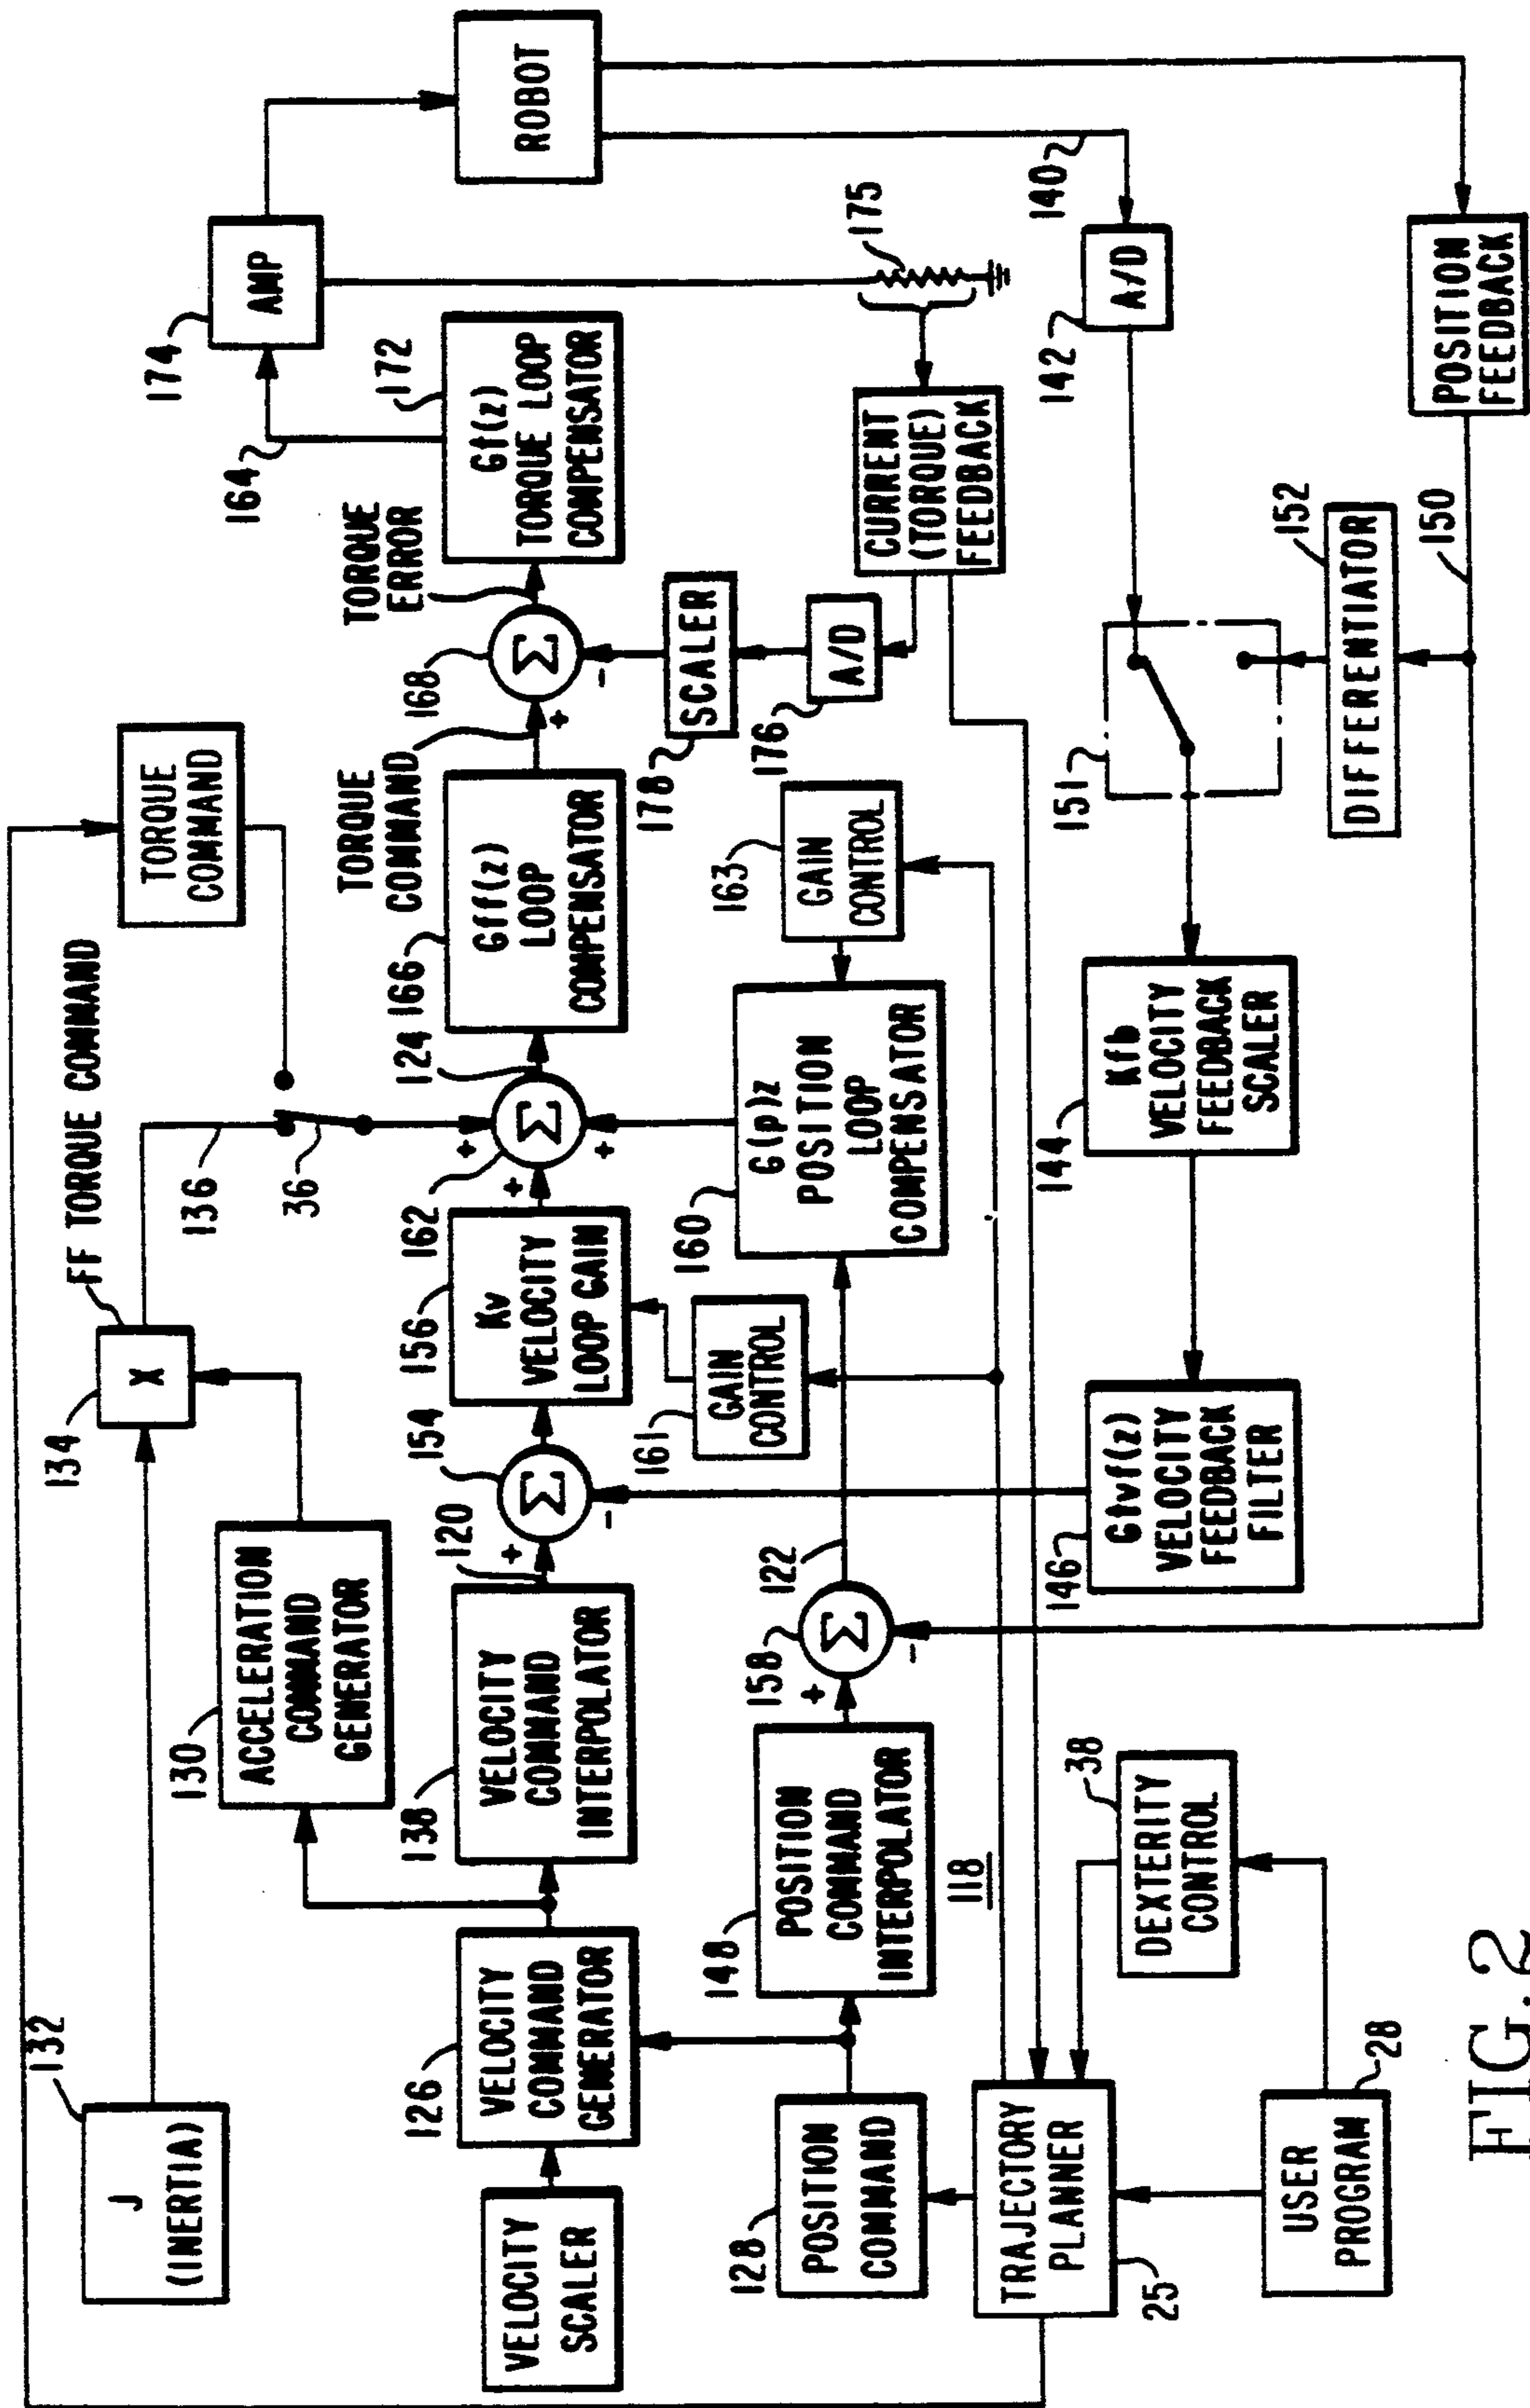 132
J
(INERTIA)
134
X
FF TORQUE COMMAND
136
36
TORQUE
COMMAND
130
ACCELERATION
COMMAND
GENERATOR
VELOCITY
SCALER
126
VELOCITY
COMMAND
GENERATOR
138
VELOCITY
COMMAND
INTERPOLATOR
120
+
-
154
Σ
156
Kv
VELOCITY
LOOP GAIN
162
+
+
+
Σ
124
166
Gff(z)
LOOP
COMPENSATOR
TORQUE
COMMAND
+
-
168
Σ
TORQUE
ERROR
164
Gf(z)
TORQUE LOOP
COMPENSATOR
172
174
AMP
ROBOT
161
GAIN
CONTROL
163
GAIN
CONTROL
178
SCALER
176
A/D
CURRENT
(TORQUE)
FEEDBACK
175
128
POSITION
COMMAND
148
POSITION
COMMAND
INTERPOLATOR
158
+
-
Σ
122
160
G(p)z
POSITION
LOOP
COMPENSATOR
118
TRAJECTORY
PLANNER
25
DEXTERITY
CONTROL
38
USER
PROGRAM
28
146
Gfvf(z)
VELOCITY
FEEDBACK
FILTER
144
Kfb
VELOCITY
FEEDBACK
SCALER
151
142
A/D
140
DIFFERENTIATOR
152
150
POSITION
FEEDBACK
FIG.2